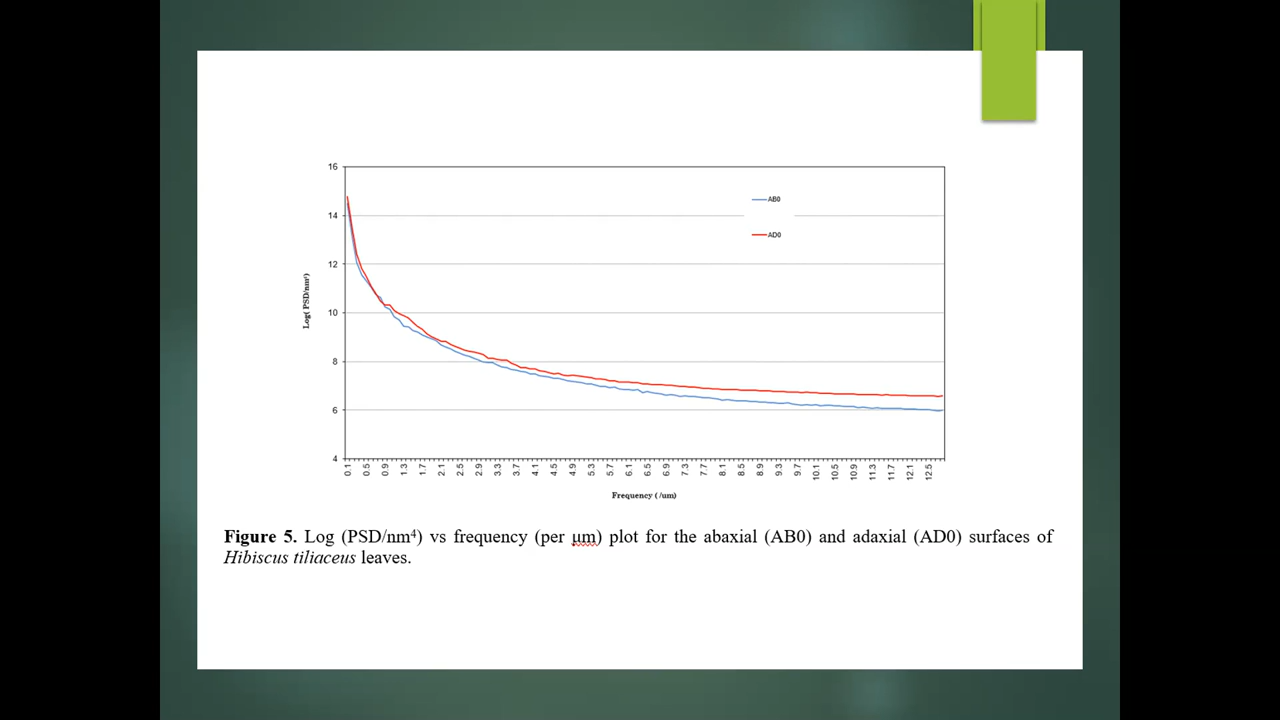 16
14
12
10
8
6
4
Log( PSD/nm⁴)
AB0
AD0
0.1 0.5 0.9 1.3 1.7 2.1 2.5 2.9 3.3 3.7 4.1 4.5 4.9 5.3 5.7 6.1 6.5 6.9 7.3 7.7 8.1 8.5 8.9 9.3 9.7 10.1 10.5 10.9 11.3 11.7 12.1 12.5
Frequency ( /um)
Figure 5. Log (PSD/nm⁴) vs frequency (per μm) plot for the abaxial (AB0) and adaxial (AD0) surfaces of
Hibiscus tiliaceus leaves.